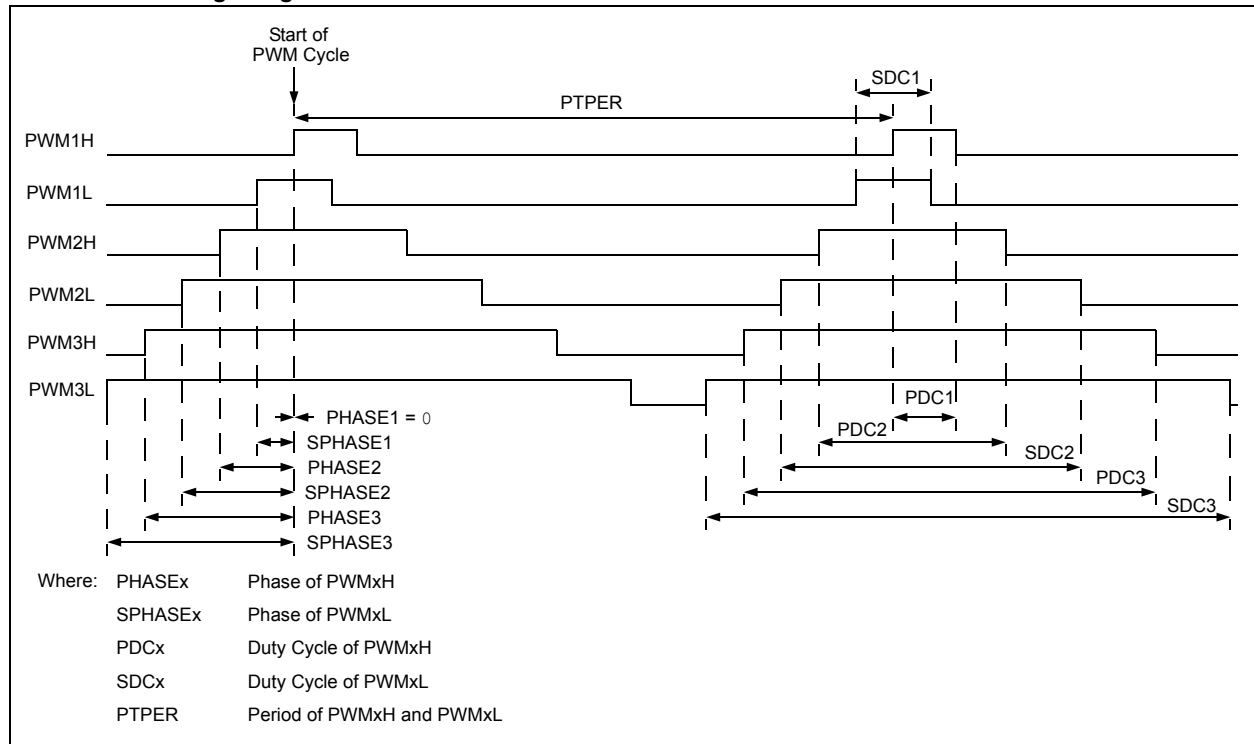 Start of
PWM Cycle
SDC1
PTPER
PWM1H
PWM1L
PWM2H
PWM2L
PWM3H
PWM3L
PDC1
PHASE1 = 0
PDC2
SPHASE1
SDC2
PHASE2
PDC3
SPHASE2
SDC3
PHASE3
SPHASE3
Where: PHASEx Phase of PWMxH
SPHASEx Phase of PWMxL
PDCx Duty Cycle of PWMxH
SDCx Duty Cycle of PWMxL
PTPER Period of PWMxH and PWMxL